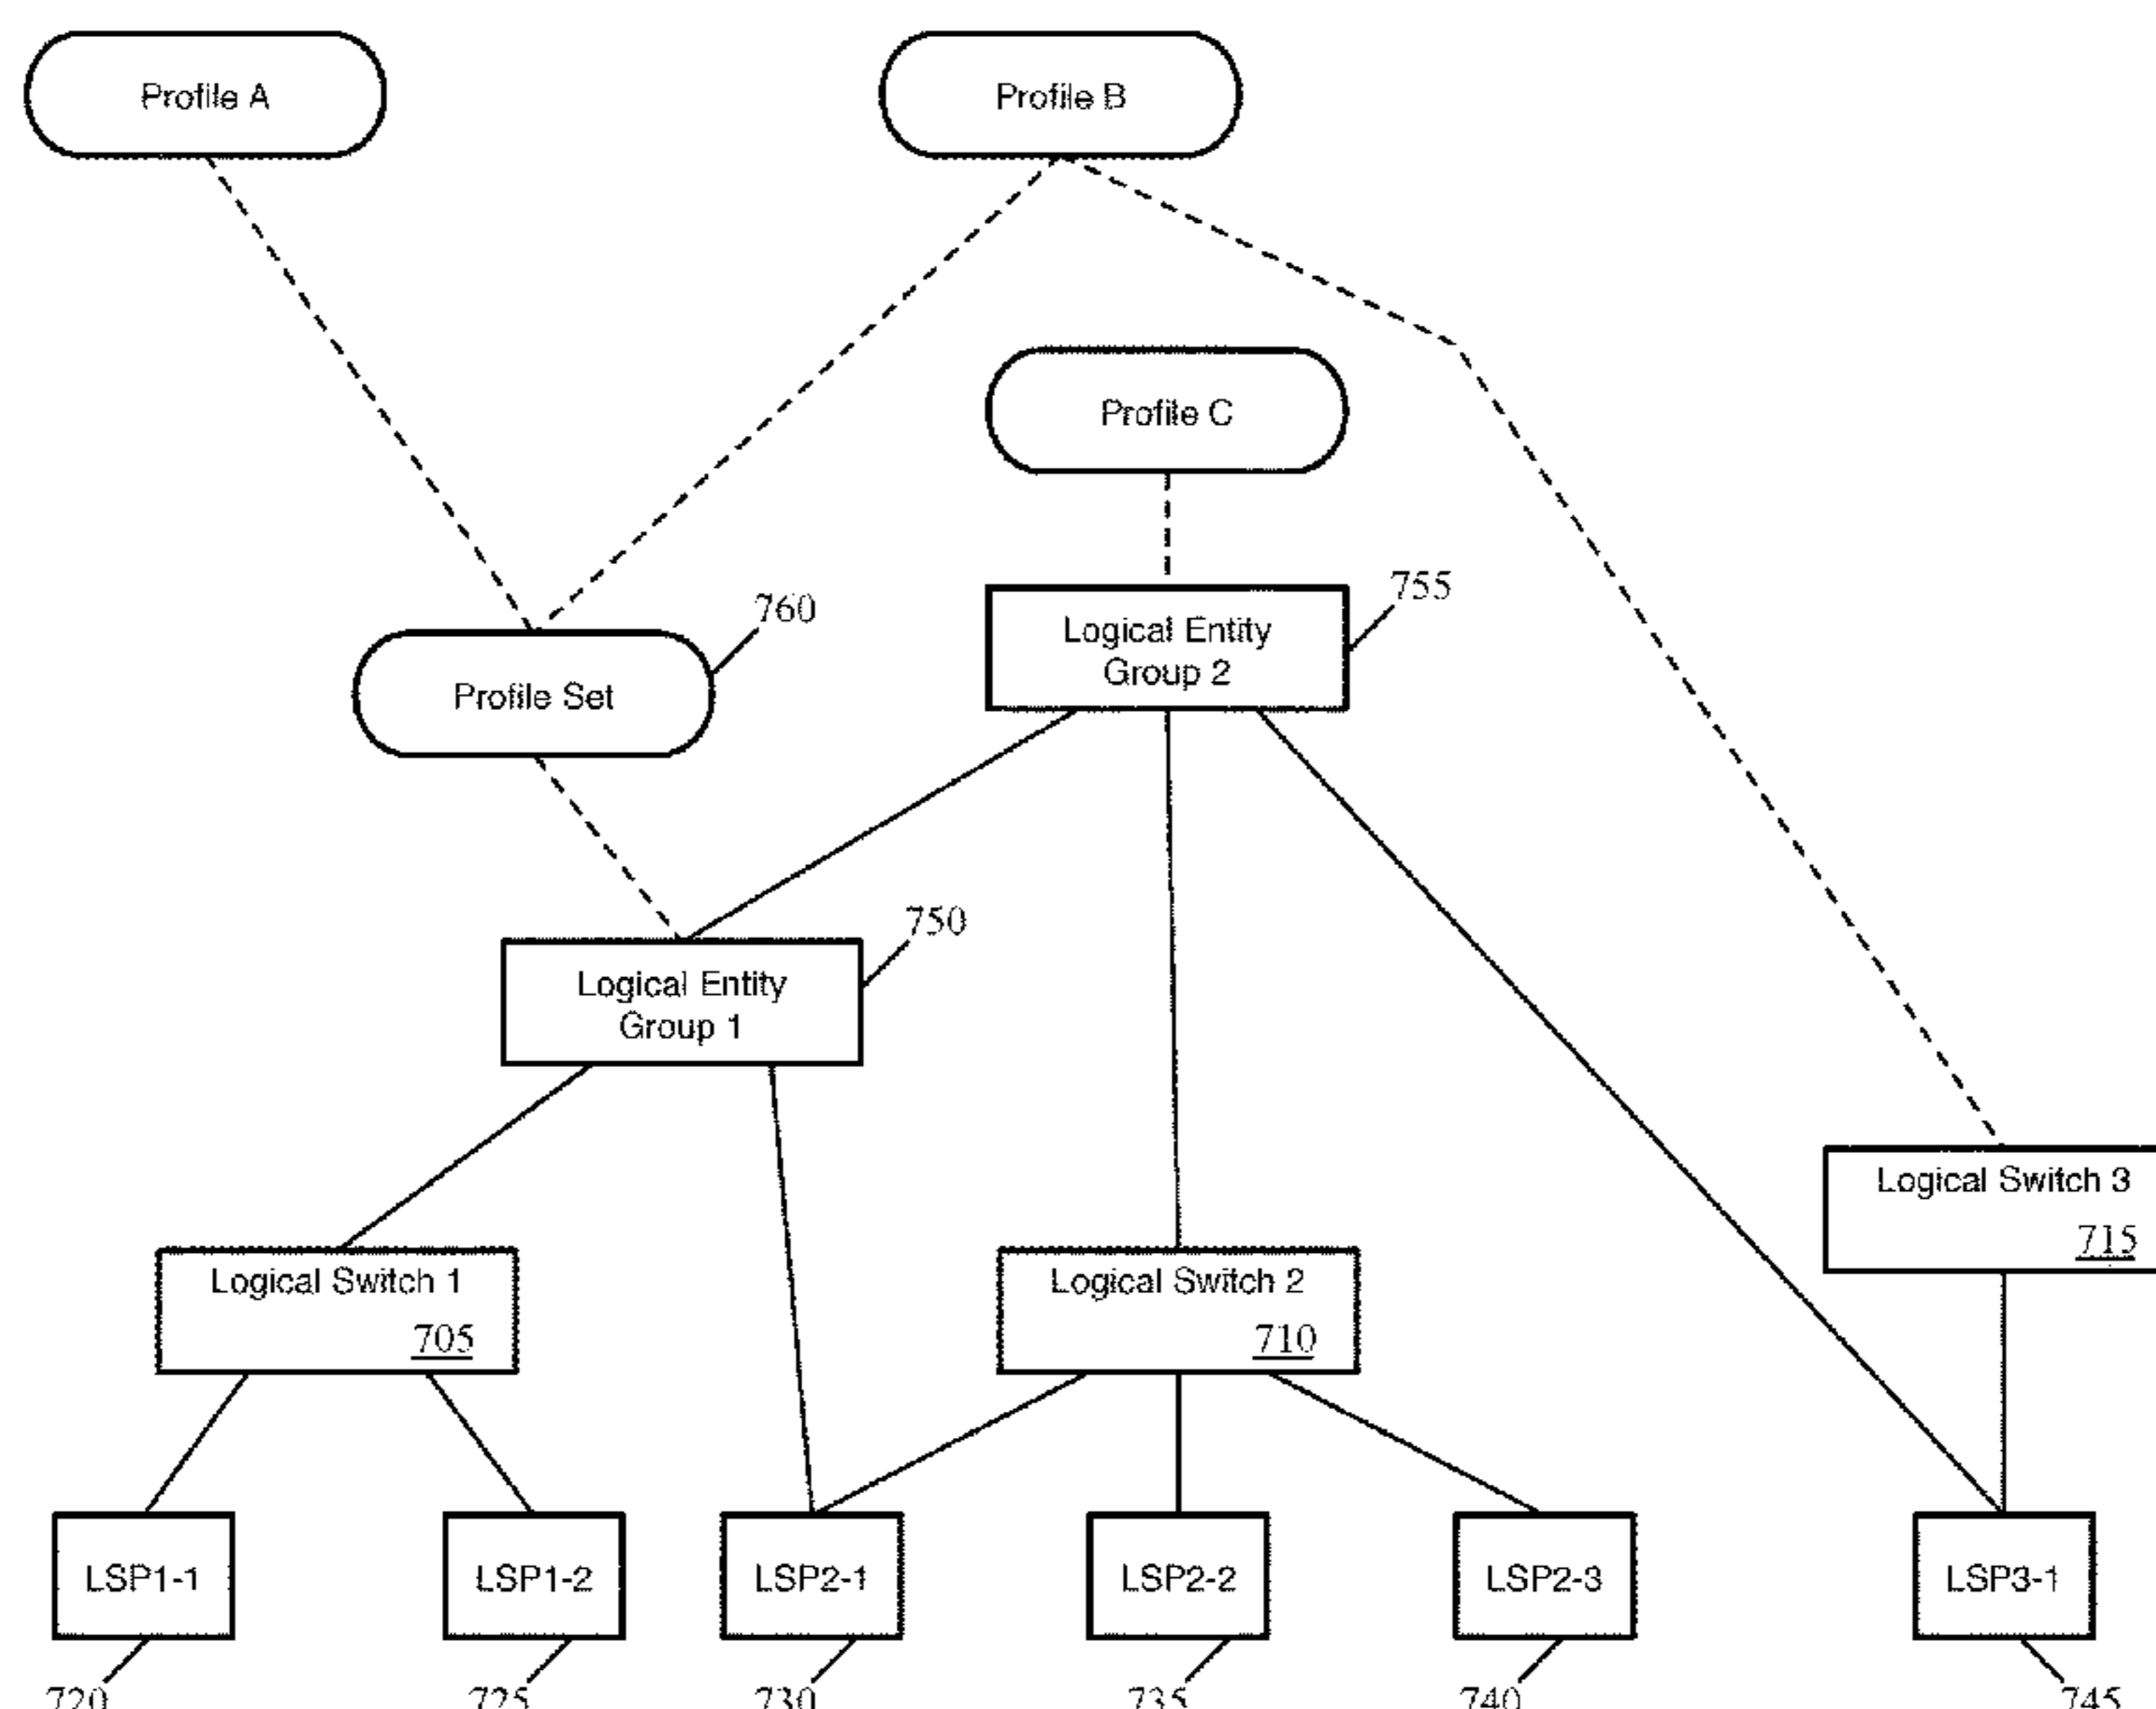 Profile A
Profile B
Profile C
755
Logical Entity
Group 2
760
Profile Set
750
Logical Entity
Group 1
Logical Switch 3
715
Logical Switch 1
705
Logical Switch 2
710
LSP1-1
LSP1-2
LSP2-1
LSP2-2
LSP2-3
LSP3-1
720
725
730
735
740
745